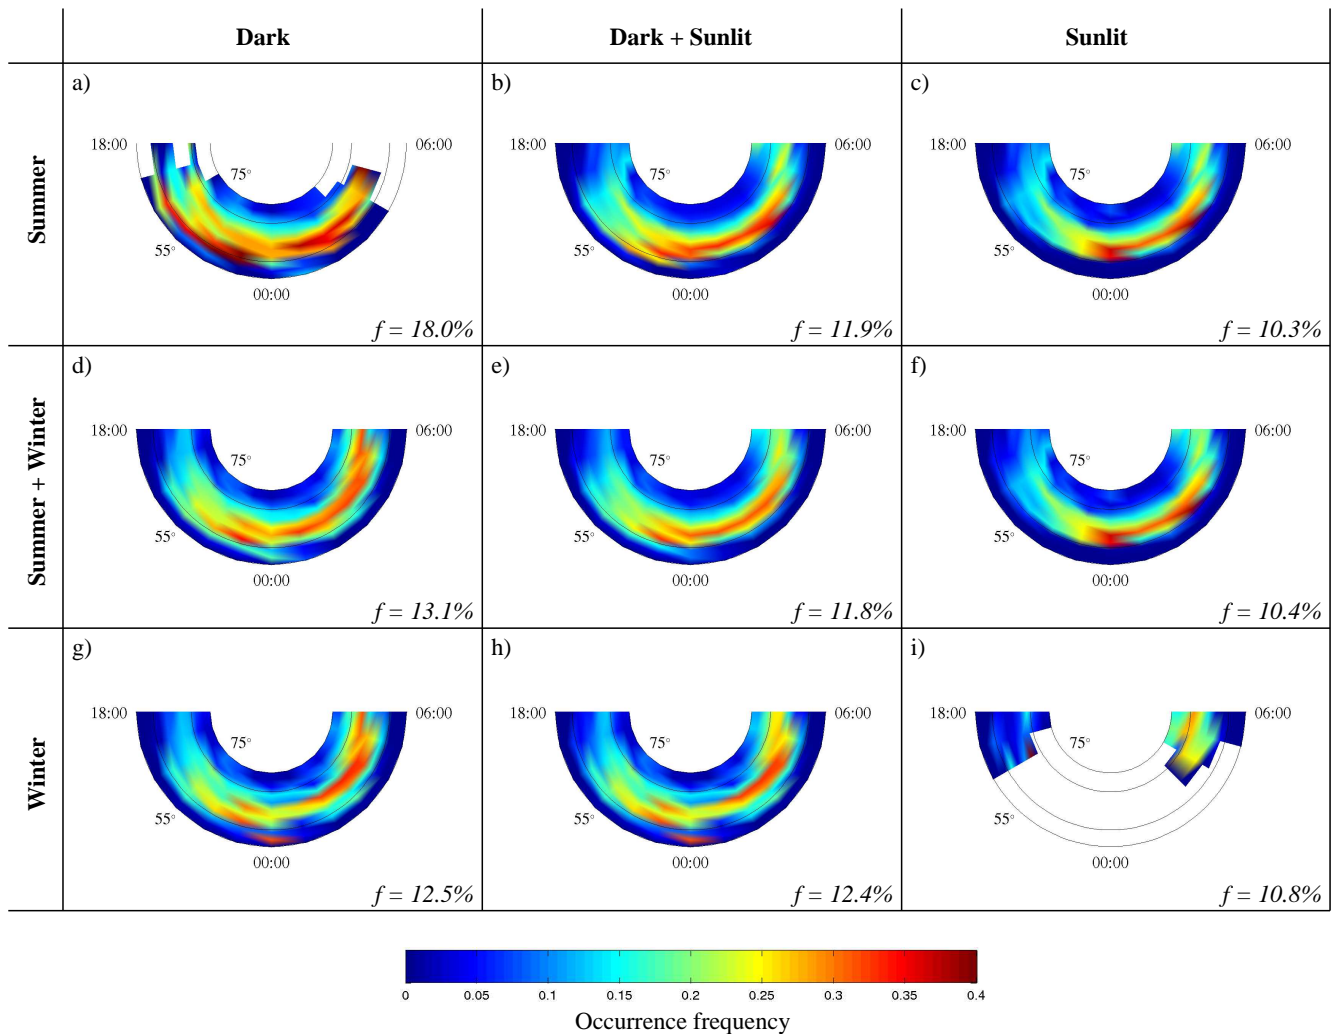 Dark Dark + Sunlit Sunlit
Summer
a) b) c)
18:00 06:00 18:00 06:00 18:00 06:00
75° 75° 75°
55° 55° 55°
00:00 00:00 00:00
f = 18.0% f = 11.9% f = 10.3%
Summer + Winter
d) e) f)
18:00 06:00 18:00 06:00 18:00 06:00
75° 75° 75°
55° 55° 55°
00:00 00:00 00:00
f = 13.1% f = 11.8% f = 10.4%
Winter
g) h) i)
18:00 06:00 18:00 06:00 18:00 06:00
75° 75° 75°
55° 55° 55°
00:00 00:00 00:00
f = 12.5% f = 12.4% f = 10.8%
0 0.05 0.1 0.15 0.2 0.25 0.3 0.35 0.4
Occurrence frequency